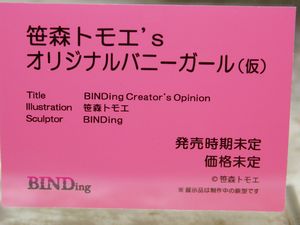 笹森トモエ's
オリジナルバニーガール(仮)
Title BINDing Creator's Opinion
Illustration 笹森トモエ
Sculptor BINDing
発売時期未定
価格未定
©笹森トモエ
BINDing
※展示品は制作中の原型です